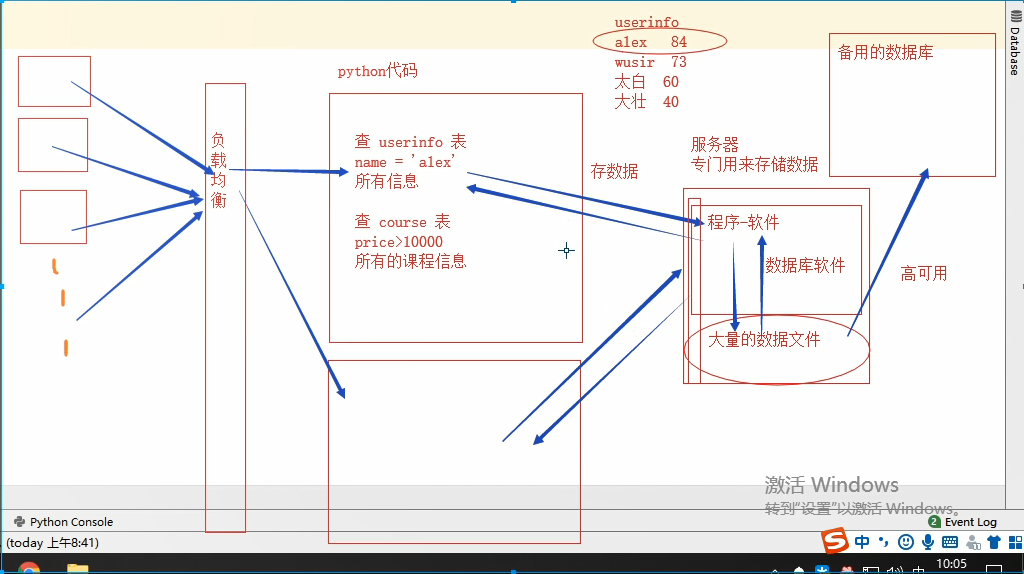 userinfo
alex 84
wusir 73
太白 60
大壮 40
备用的数据库
Database
python代码
负载均衡
查 userinfo 表
name = 'alex'
所有信息
查 course 表
price>10000
所有的课程信息
存数据
服务器
专门用来存储数据
程序-软件
数据库软件
大量的数据文件
高可用
激活 Windows
转到"设置"以激活 Windows。
Python Console
2 Event Log
(today 上午8:41)
中
中
10:05